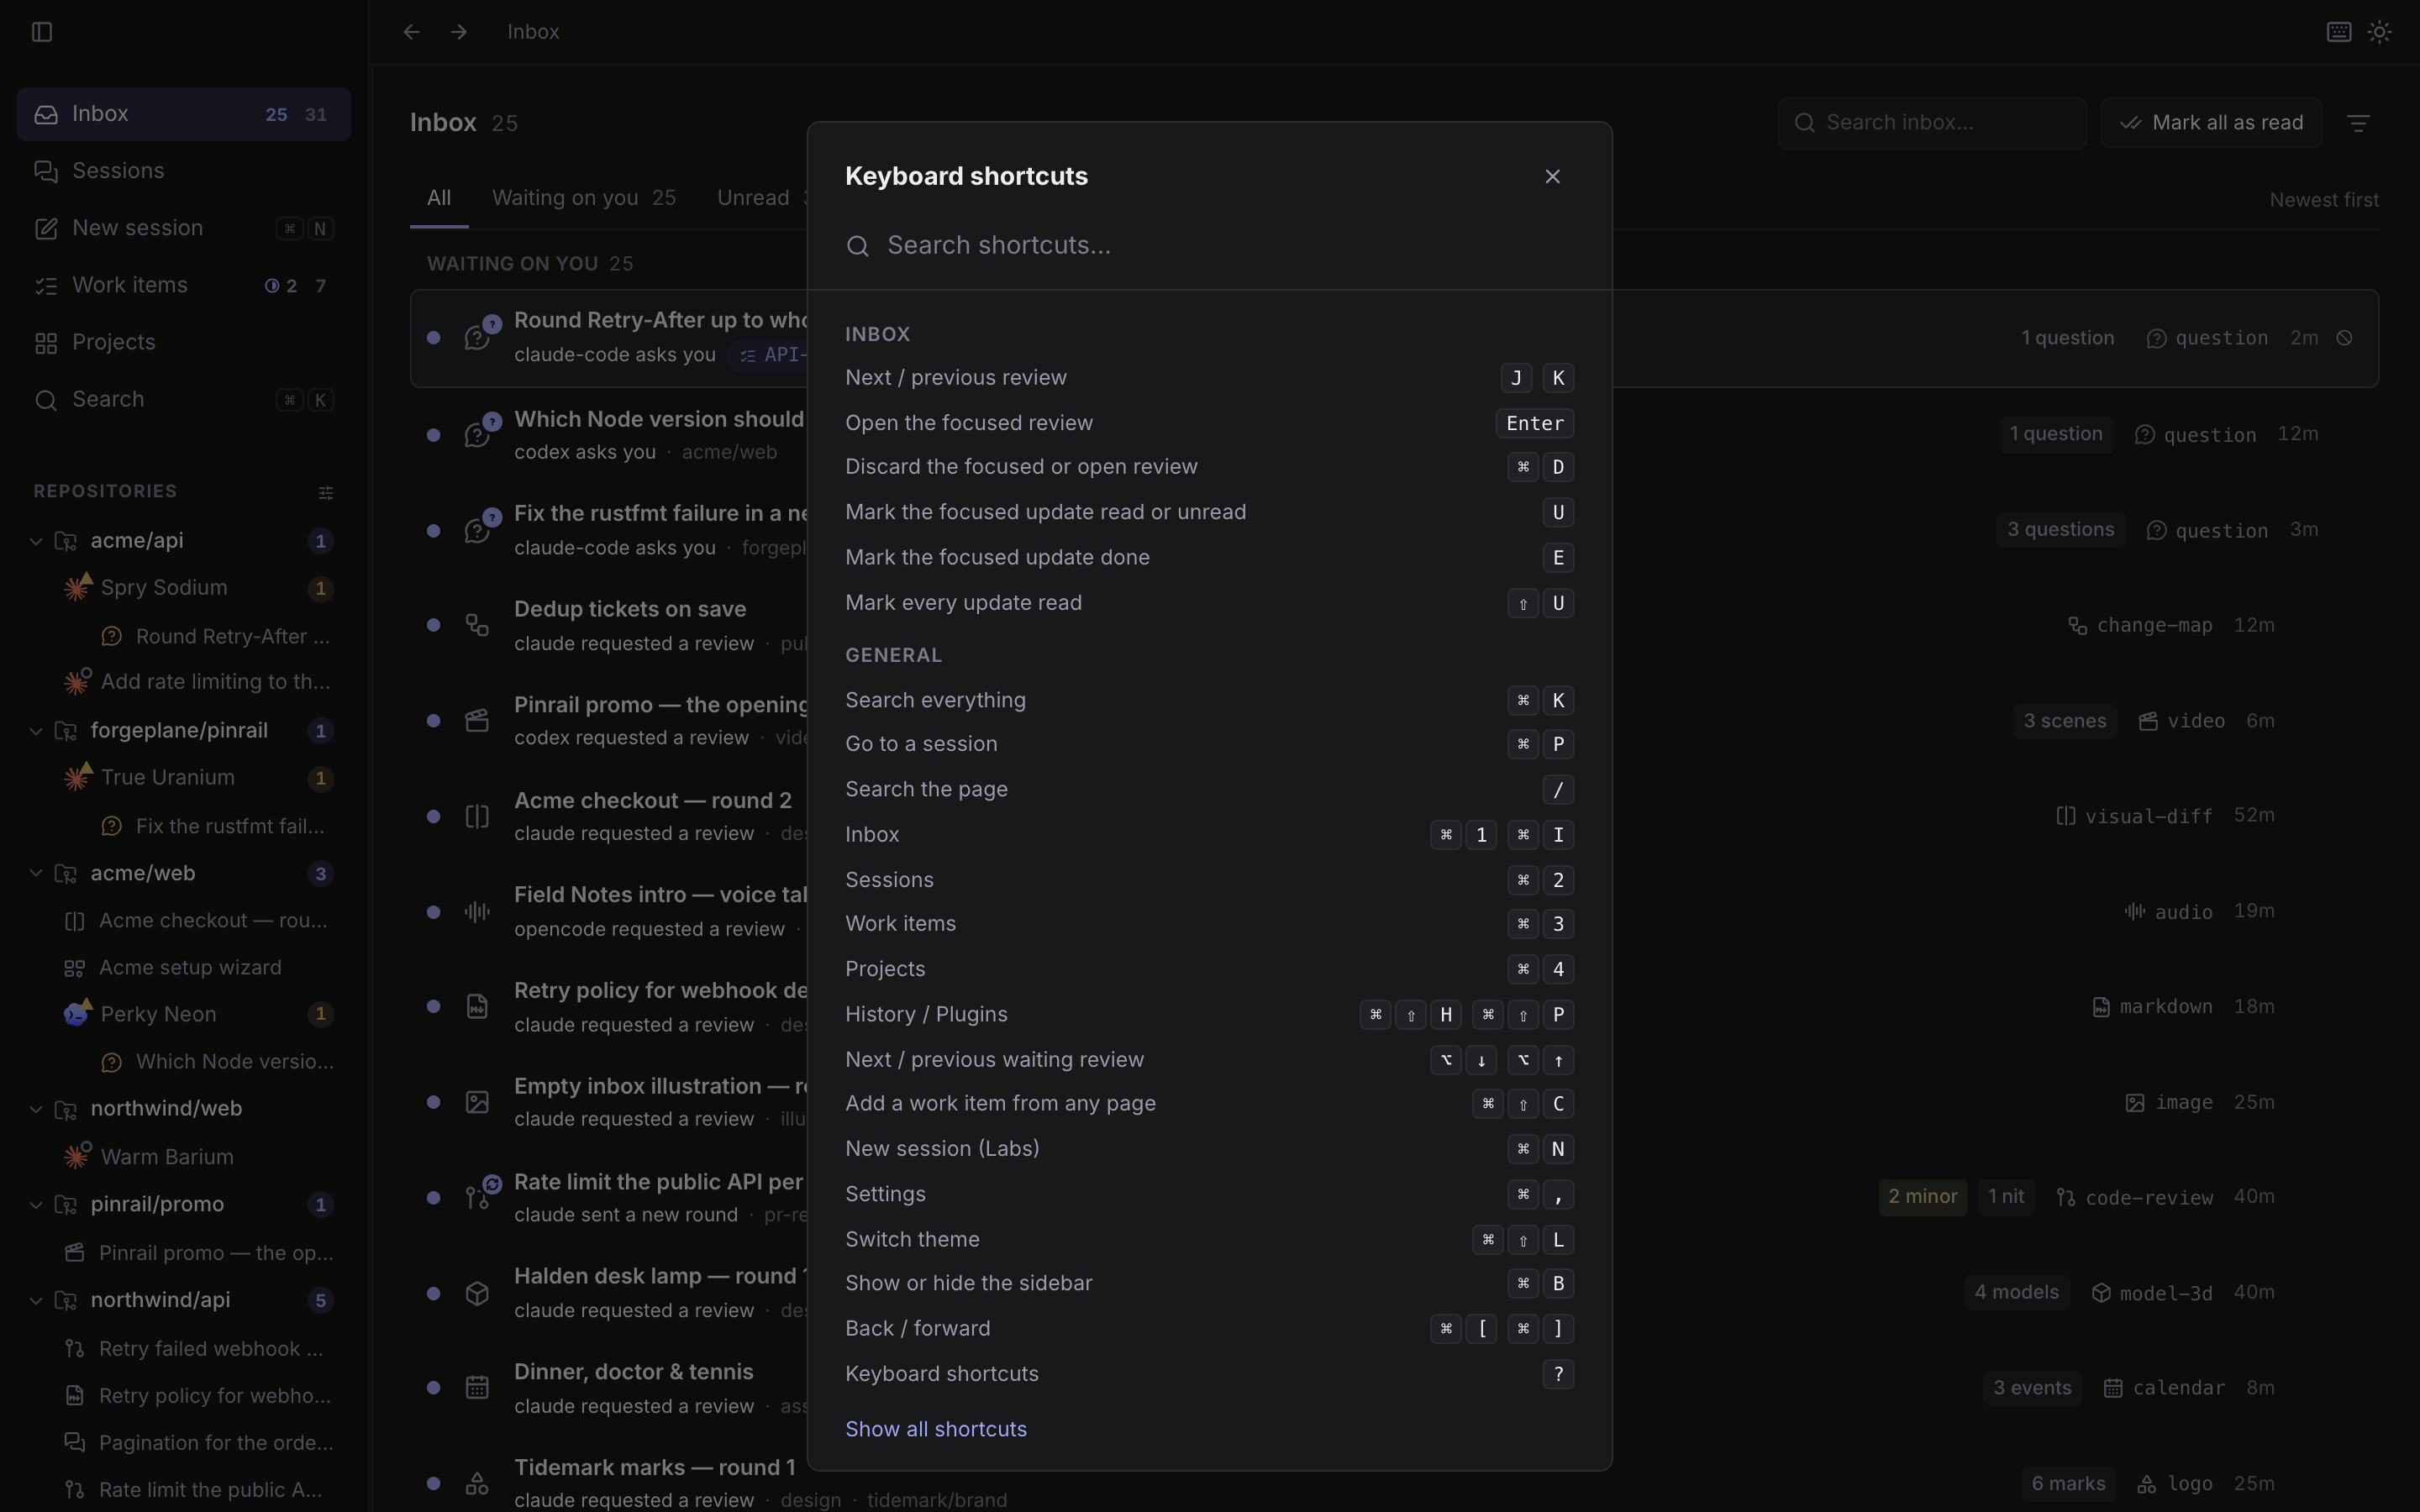 Inbox 25 31
Sessions
New session ⌘ N
Work items 2 7
Projects
Search ⌘ K
REPOSITORIES
acme/api 1
Spry Sodium 1
Round Retry-After ...
Add rate limiting to th...
forgeplane/pinrail 1
True Uranium 1
Fix the rustfmt fail...
acme/web 3
Acme checkout — rou...
Acme setup wizard
Perky Neon 1
Which Node versio...
northwind/web
Warm Barium
pinrail/promo 1
Pinrail promo — the op...
northwind/api 5
Retry failed webhook ...
Retry policy for webho...
Pagination for the orde...
Rate limit the public A...
Inbox
Inbox 25
Search inbox...
Mark all as read
All
Waiting on you 25
Unread
Newest first
WAITING ON YOU 25
Round Retry-After up to
claude-code asks you API-
1 question question 2m
Which Node version should
codex asks you · acme/web
1 question question 12m
Fix the rustfmt failure in a
claude-code asks you ·
3 questions question 3m
Dedup tickets on save
claude requested a review ·
change-map 12m
Pinrail promo — the opening
codex requested a review ·
3 scenes video 6m
Acme checkout — round 2
claude requested a review ·
visual-diff 52m
Field Notes intro — voice
opencode requested a review ·
audio 19m
Retry policy for webhook
claude requested a review ·
markdown 18m
Empty inbox illustration —
claude requested a review ·
image 25m
Rate limit the public API per
claude sent a new round ·
2 minor 1 nit code-review 40m
Halden desk lamp — round
claude requested a review ·
4 models model-3d 40m
Dinner, doctor & tennis
claude requested a review ·
3 events calendar 8m
Tidemark marks — round 1
claude requested a review · design · tidemark/brand
6 marks logo 25m
Keyboard shortcuts
Search shortcuts...
INBOX
Next / previous review J K
Open the focused review Enter
Discard the focused or open review ⌘ D
Mark the focused update read or unread U
Mark the focused update done E
Mark every update read ⇧ U
GENERAL
Search everything ⌘ K
Go to a session ⌘ P
Search the page /
Inbox ⌘ 1 ⌘ I
Sessions ⌘ 2
Work items ⌘ 3
Projects ⌘ 4
History / Plugins ⌘ ⇧ H ⌘ ⇧ P
Next / previous waiting review ⌥ ↓ ⌥ ↑
Add a work item from any page ⌘ ⇧ C
New session (Labs) ⌘ N
Settings ⌘ ,
Switch theme ⌘ ⇧ L
Show or hide the sidebar ⌘ B
Back / forward ⌘ [ ⌘ ]
Keyboard shortcuts ?
Show all shortcuts